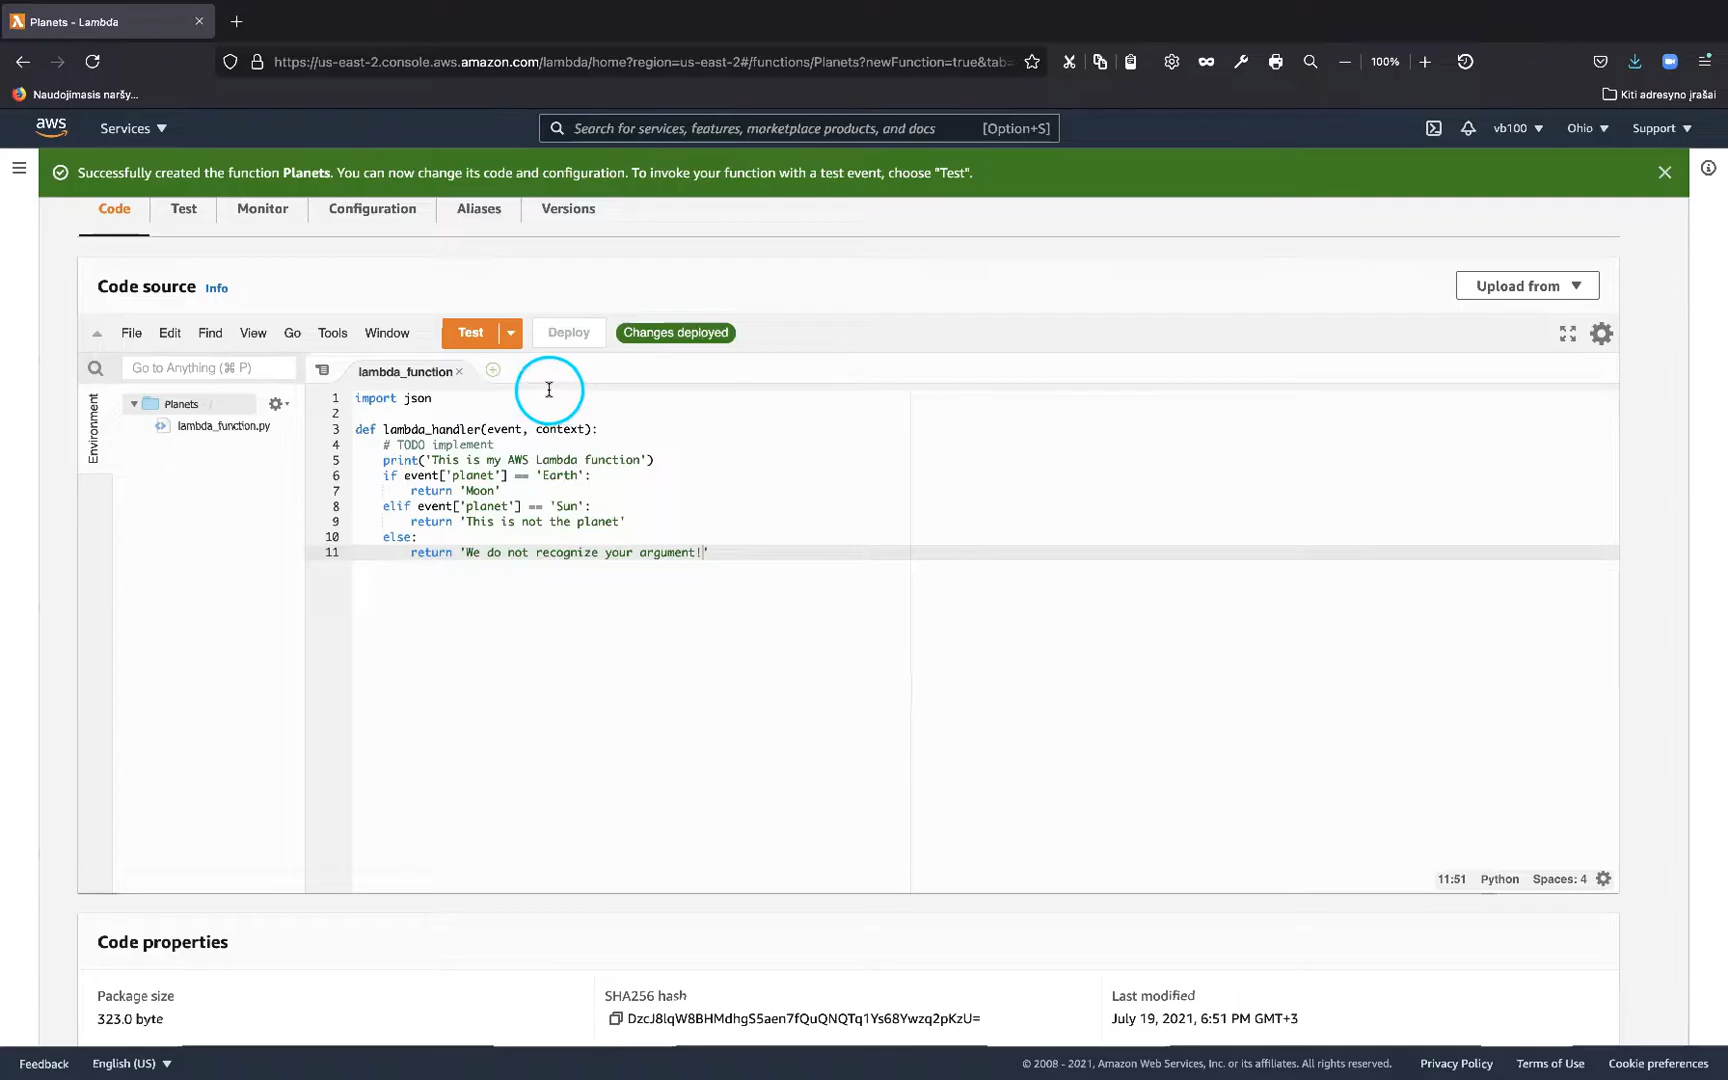 Planets - Lambda
https://us-east-2.console.aws.amazon.com/lambda/home?region=us-east-2#/functions/Planets?newFunction=true&tab=
100%
Naudojimasis naršy...
Kiti adresyno įrašai
aws
Services
Search for services, features, marketplace products, and docs
[Option+S]
vb100
Ohio
Support
Successfully created the function Planets. You can now change its code and configuration. To invoke your function with a test event, choose "Test".
Code
Test
Monitor
Configuration
Aliases
Versions
Code source
Info
Upload from
File
Edit
Find
View
Go
Tools
Window
Test
Deploy
Changes deployed
Go to Anything (⌘ P)
lambda_function
Environment
Planets - /
lambda_function.py
1 import json
2
3 def lambda_handler(event, context):
4     # TODO implement
5     print('This is my AWS Lambda function')
6     if event['planet'] == 'Earth':
7         return 'Moon'
8     elif event['planet'] == 'Sun':
9         return 'This is not the planet'
10     else:
11         return 'We do not recognize your argument!'
11:51
Python
Spaces: 4
Code properties
Package size
SHA256 hash
Last modified
323.0 byte
DzcJ8lqW8BHMdhgS5aen7fQuQNQTq1Ys68Ywzq2pKzU=
July 19, 2021, 6:51 PM GMT+3
Feedback
English (US)
© 2008 - 2021, Amazon Web Services, Inc. or its affiliates. All rights reserved.
Privacy Policy
Terms of Use
Cookie preferences